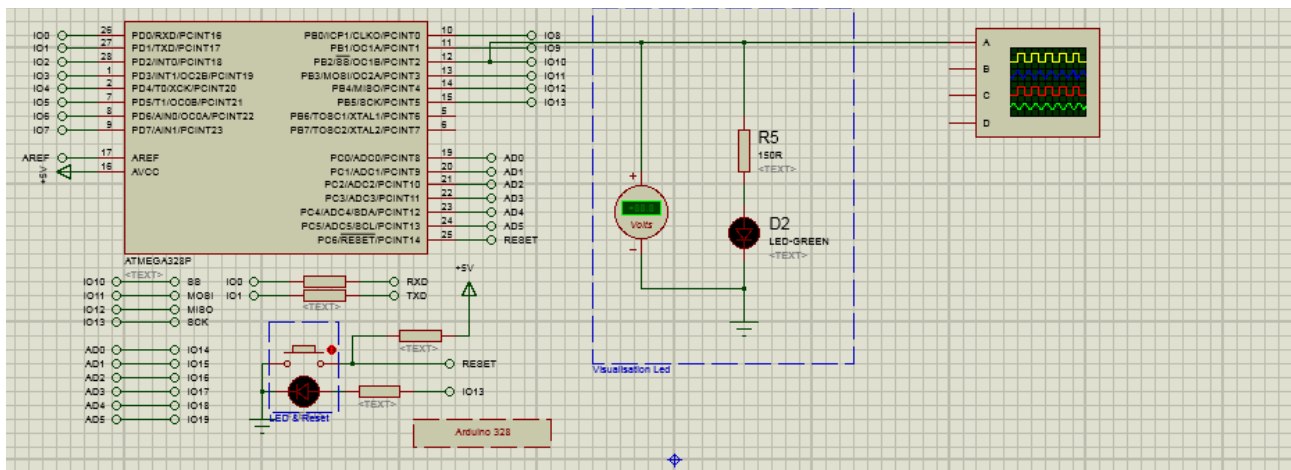 IO0 26 PD0/RXD/PCINT16 PB0/ICP1/CLKO/PCINT0 10 IO8
IO1 27 PD1/TXD/PCINT17 PB1/OC1A/PCINT1 11 IO9
IO2 28 PD2/INT0/PCINT18 PB2/SS/OC1B/PCINT2 12 IO10
IO3 1 PD3/INT1/OC2B/PCINT19 PB3/MOSI/OC2A/PCINT3 13 IO11
IO4 2 PD4/T0/XCK/PCINT20 PB4/MISO/PCINT4 14 IO12
IO5 7 PD5/T1/OC0B/PCINT21 PB5/SCK/PCINT5 15 IO13
IO6 8 PD6/AIN0/OC0A/PCINT22 PB6/TOSC1/XTAL1/PCINT6 5
IO7 9 PD7/AIN1/PCINT23 PB7/TOSC2/XTAL2/PCINT7 6
AREF 17 AREF PC0/ADC0/PCINT8 19 AD0
+5V 16 AVCC PC1/ADC1/PCINT9 20 AD1
PC2/ADC2/PCINT10 21 AD2
PC3/ADC3/PCINT11 22 AD3
PC4/ADC4/SDA/PCINT12 23 AD4
PC5/ADC5/SCL/PCINT13 24 AD5
PC6/RESET/PCINT14 25 RESET
ATMEGA328P
<TEXT>
A
B
C
D
R5
150R
<TEXT>
+
Volts
−
D2
LED-GREEN
<TEXT>
Visualisation Led
IO10 SS IO0 RXD
IO11 MOSI IO1 TXD
IO12 MISO <TEXT>
IO13 SCK
+5V
<TEXT>
AD0 IO14
AD1 IO15 RESET
AD2 IO16
AD3 IO17 IO13
AD4 IO18 <TEXT>
AD5 IO19 LED & Reset
Arduino 328